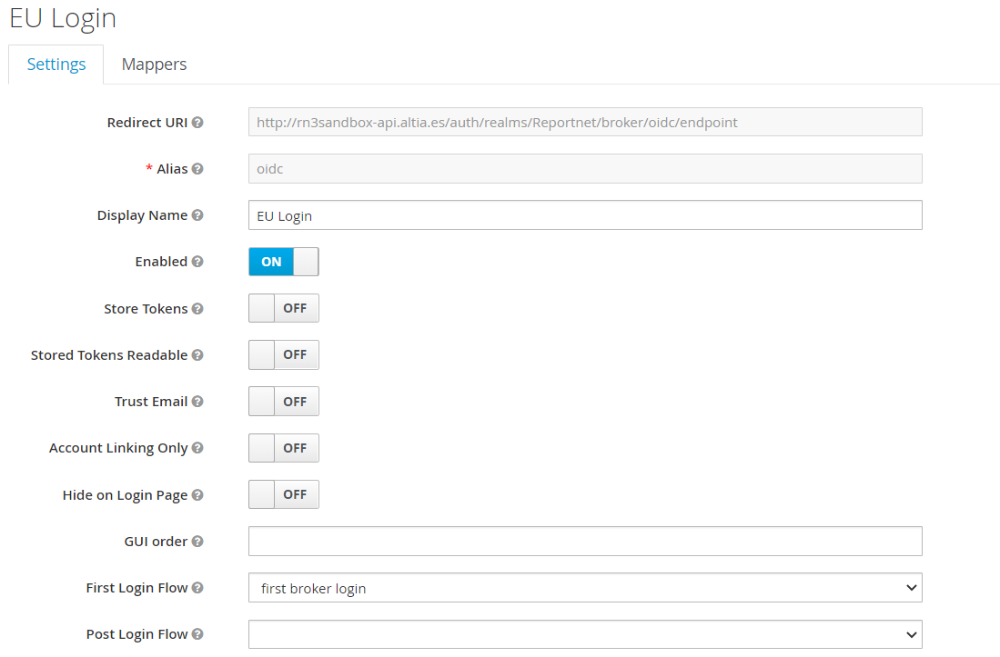 EU Login
Settings Mappers
Redirect URI http://rn3sandbox-api.altia.es/auth/realms/Reportnet/broker/oidc/endpoint
* Alias oidc
Display Name EU Login
Enabled ON
Store Tokens OFF
Stored Tokens Readable OFF
Trust Email OFF
Account Linking Only OFF
Hide on Login Page OFF
GUI order
First Login Flow first broker login
Post Login Flow